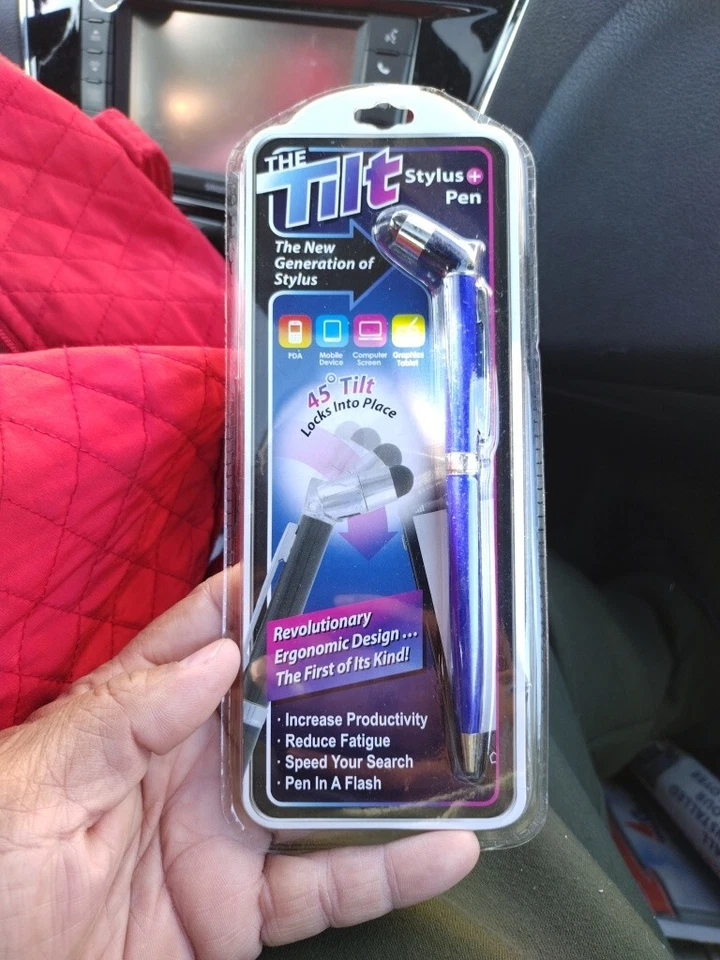 THE
Tilt
Stylus +
Pen
The New
Generation of
Stylus
PDA
Mobile
Device
Computer
Screen
Graphics
Tablet
45° Tilt
Locks Into Place
Revolutionary
Ergonomic Design ...
The First of Its Kind!
· Increase Productivity
· Reduce Fatigue
· Speed Your Search
· Pen In A Flash
INSTALLED